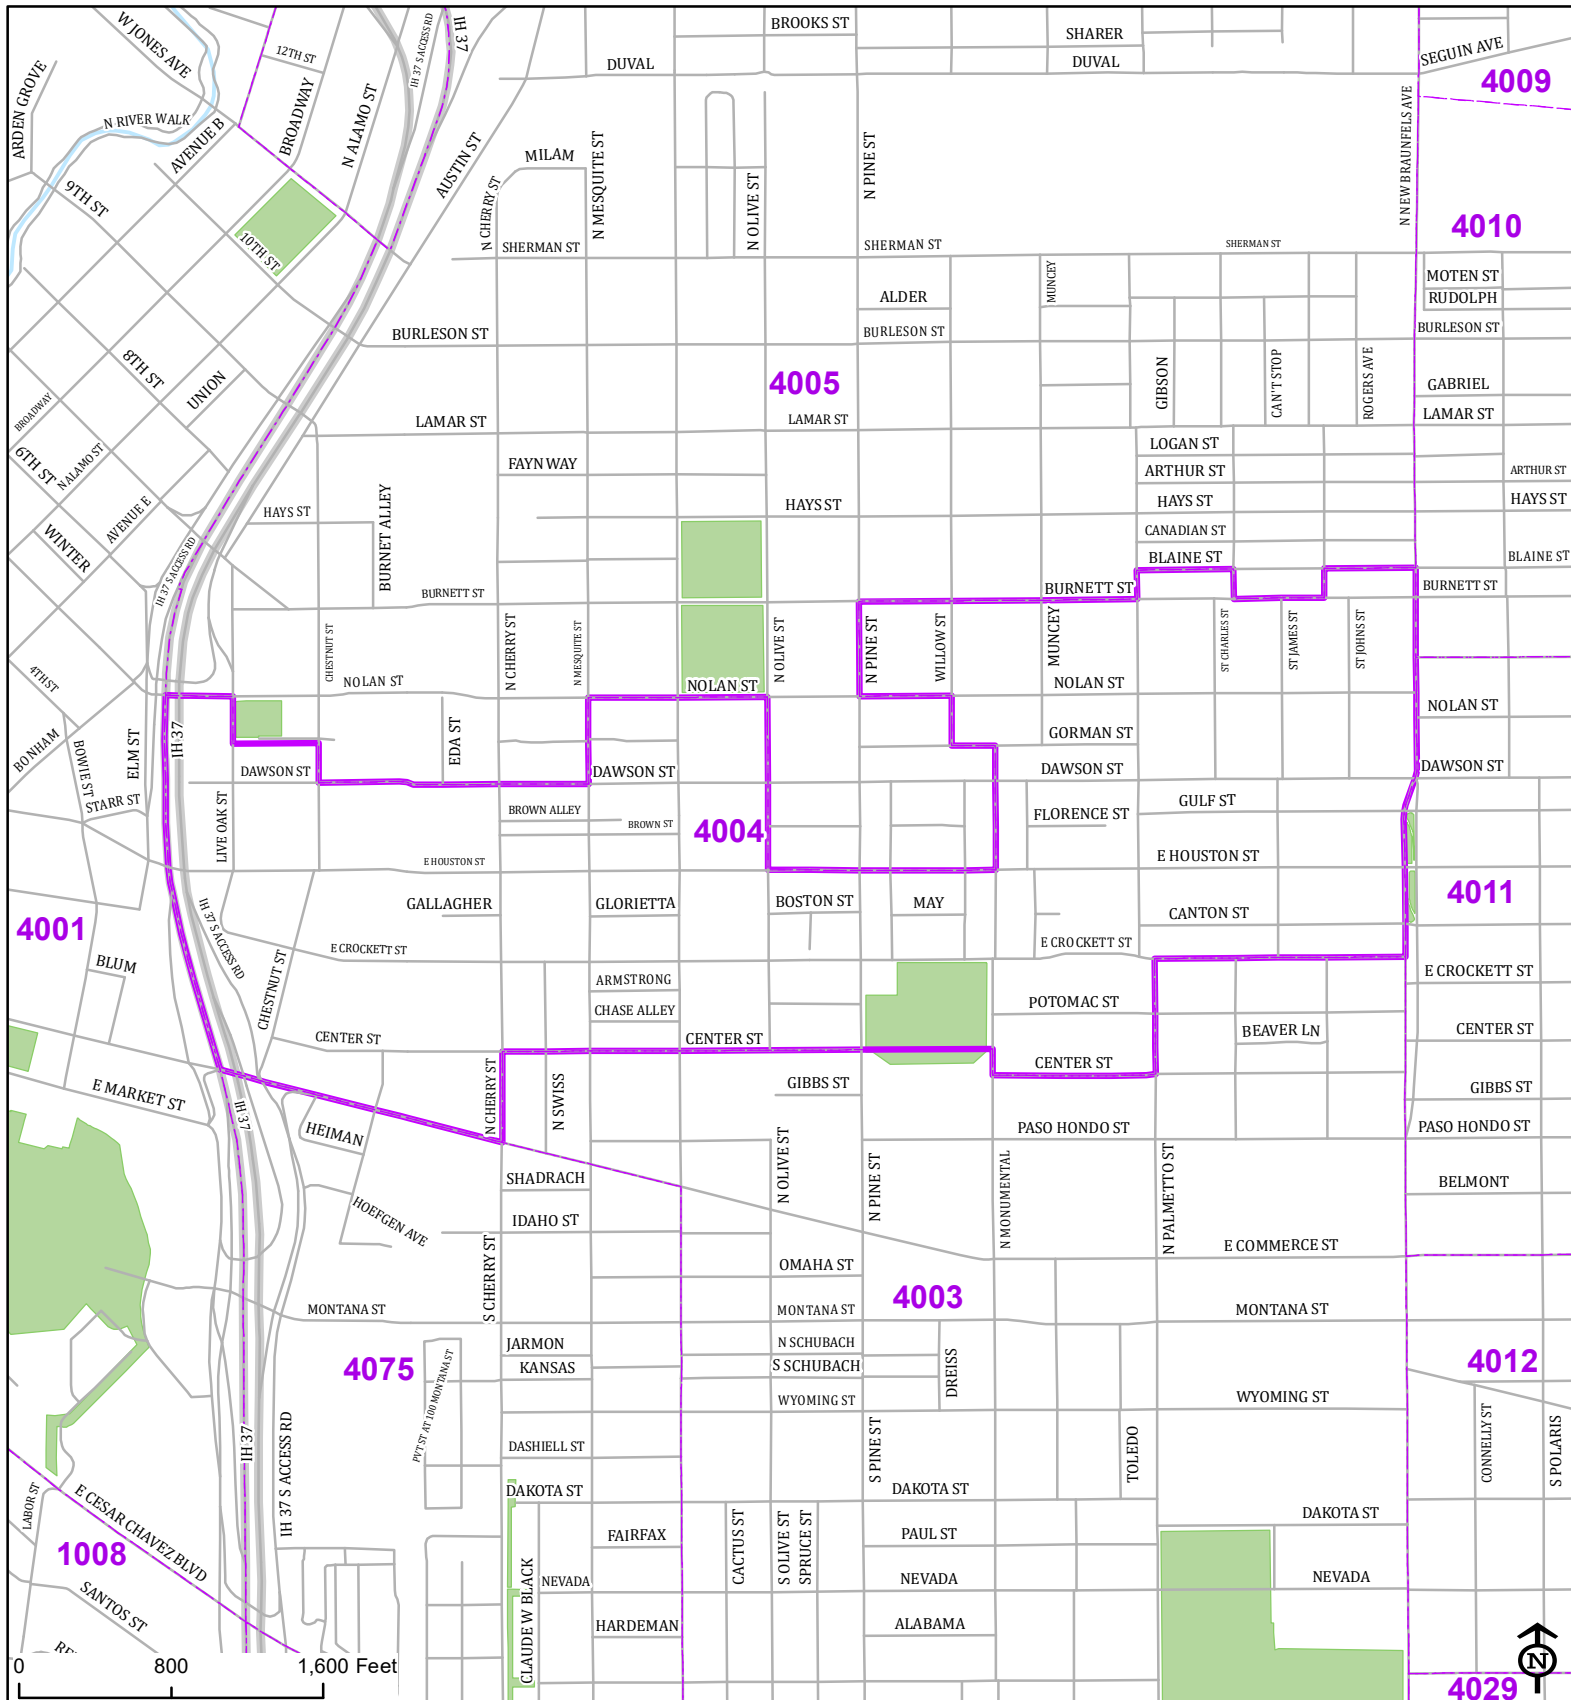 W JONES AVE
12TH ST
IH 37 S ACCESS RD
IH 37
BROOKS ST
SHARER
SEGUIN AVE
DUVAL
DUVAL
4009
ARDEN GROVE
N RIVER WALK
AVENUE B
BROADWAY
N ALAMO ST
AUSTIN ST
N MESQUITE ST
N PINE ST
N NEW BRAUNFELS AVE
MILAM
9TH ST
N CHERRY ST
N OLIVE ST
4010
10TH ST
SHERMAN ST
SHERMAN ST
SHERMAN ST
MUNCEY
MOTEN ST
RUDOLPH
ALDER
BURLESON ST
BURLESON ST
BURLESON ST
8TH ST
UNION
4005
GIBSON
CAN'T STOP
ROGERS AVE
GABRIEL
BROADWAY
LAMAR ST
LAMAR ST
LAMAR ST
6TH ST
N ALAMO ST
FAYN WAY
LOGAN ST
ARTHUR ST
ARTHUR ST
AVENUE E
HAYS ST
BURNET ALLEY
HAYS ST
HAYS ST
HAYS ST
WINTER
CANADIAN ST
BLAINE ST
BLAINE ST
IH 37 S ACCESS RD
BURNETT ST
BURNETT ST
BURNETT ST
CHESTNUT ST
N CHERRY ST
N MESQUITE ST
N OLIVE ST
N PINE ST
WILLOW ST
MUNCEY
ST CHARLES ST
ST JAMES ST
ST JOHNS ST
4TH ST
NOLAN ST
NOLAN ST
NOLAN ST
NOLAN ST
BONHAM
BOWIE ST
ELM ST
IH 37
EDA ST
GORMAN ST
DAWSON ST
DAWSON ST
DAWSON ST
DAWSON ST
STARR ST
LIVE OAK ST
BROWN ALLEY
BROWN ST
4004
FLORENCE ST
GULF ST
E HOUSTON ST
E HOUSTON ST
4001
GALLAGHER
GLORIETTA
BOSTON ST
MAY
CANTON ST
4011
IH 37 S ACCESS RD
E CROCKETT ST
E CROCKETT ST
E CROCKETT ST
BLUM
CHESTNUT ST
ARMSTRONG
CHASE ALLEY
POTOMAC ST
BEAVER LN
CENTER ST
CENTER ST
CENTER ST
CENTER ST
E MARKET ST
IH 37
N CHERRY ST
N SWISS
GIBBS ST
GIBBS ST
HEIMAN
PASO HONDO ST
PASO HONDO ST
SHADRACH
N OLIVE ST
N PINE ST
N MONUMENTAL
N PALMETTO ST
BELMONT
HOEFGEN AVE
IDAHO ST
E COMMERCE ST
S CHERRY ST
OMAHA ST
4003
MONTANA ST
MONTANA ST
MONTANA ST
JARMON
KANSAS
N SCHUBACH
S SCHUBACH
DREISS
4075
4012
PVT ST AT 100 MONTANA ST
WYOMING ST
WYOMING ST
IH 37
IH 37 S ACCESS RD
DASHIELL ST
S PINE ST
TOLEDO
CONNELLY ST
S POLARIS
LABOR ST
E CESAR CHAVEZ BLVD
DAKOTA ST
DAKOTA ST
DAKOTA ST
1008
FAIRFAX
CACTUS ST
S OLIVE ST
SPRUCE ST
PAUL ST
SANTOS ST
CLAUDE W BLACK
NEVADA
NEVADA
NEVADA
HARDEMAN
ALABAMA
N
0 800 1,600 Feet
4029